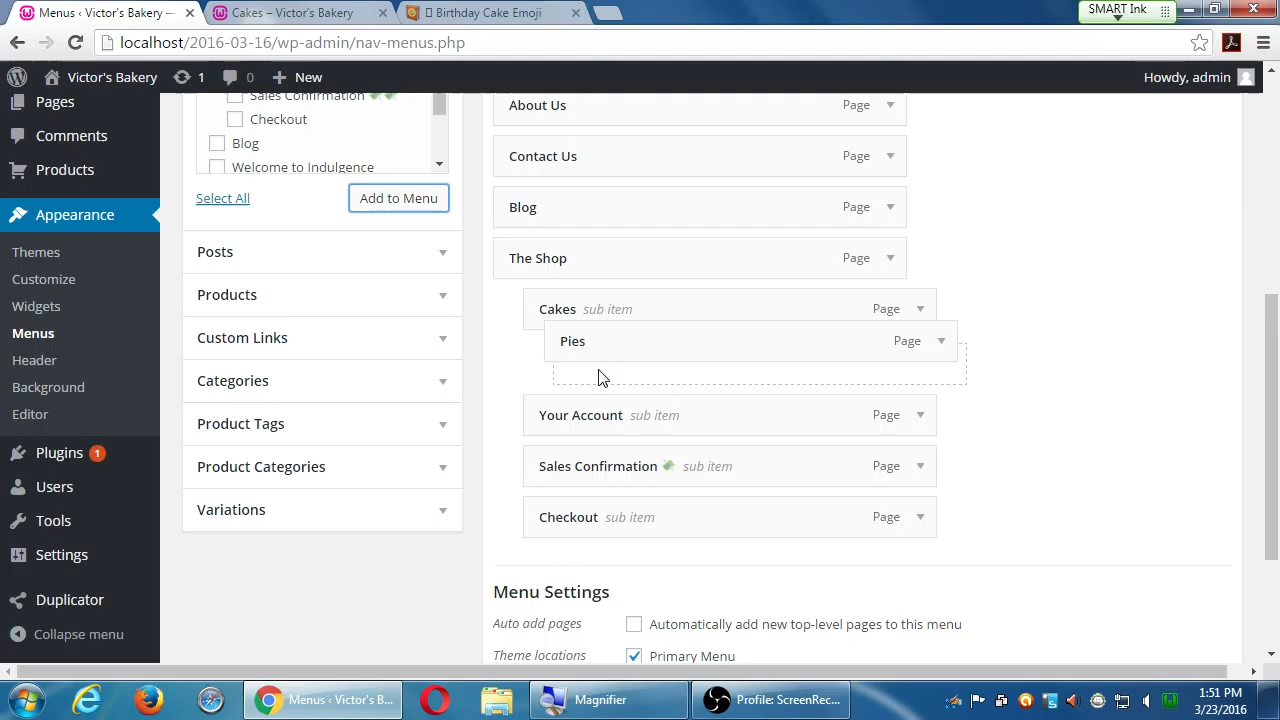 Menus ‹ Victor's Bakery —
Cakes – Victor's Bakery
Birthday Cake Emoji
SMART Ink
localhost/2016-03-16/wp-admin/nav-menus.php
Victor's Bakery
1
0
New
Howdy, admin
Pages
Comments
Products
Appearance
Themes
Customize
Widgets
Menus
Header
Background
Editor
Plugins 1
Users
Tools
Settings
Duplicator
Collapse menu
Sales Confirmation
Checkout
Blog
Welcome to Indulgence
Select All
Add to Menu
Posts
Products
Custom Links
Categories
Product Tags
Product Categories
Variations
About Us Page
Contact Us Page
Blog Page
The Shop Page
Cakes sub item Page
Pies Page
Your Account sub item Page
Sales Confirmation sub item Page
Checkout sub item Page
Menu Settings
Auto add pages
Automatically add new top-level pages to this menu
Theme locations
Primary Menu
Menus ‹ Victor's B...
Magnifier
Profile: ScreenRec...
1:51 PM
3/23/2016